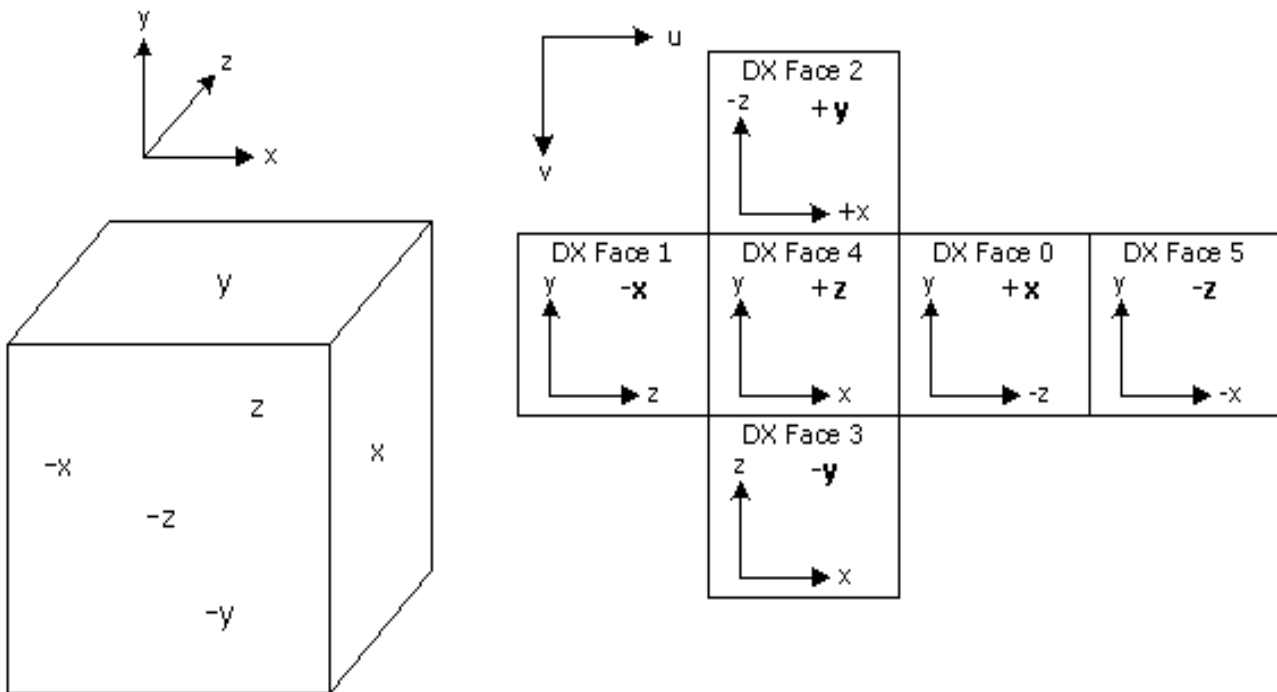 y
z
x
u
v
y
z
-x
x
-z
-y
DX Face 2
-z
+y
+x
DX Face 1
y
-x
z
DX Face 4
y
+z
x
DX Face 0
y
+x
-z
DX Face 5
y
-z
-x
DX Face 3
z
-y
x